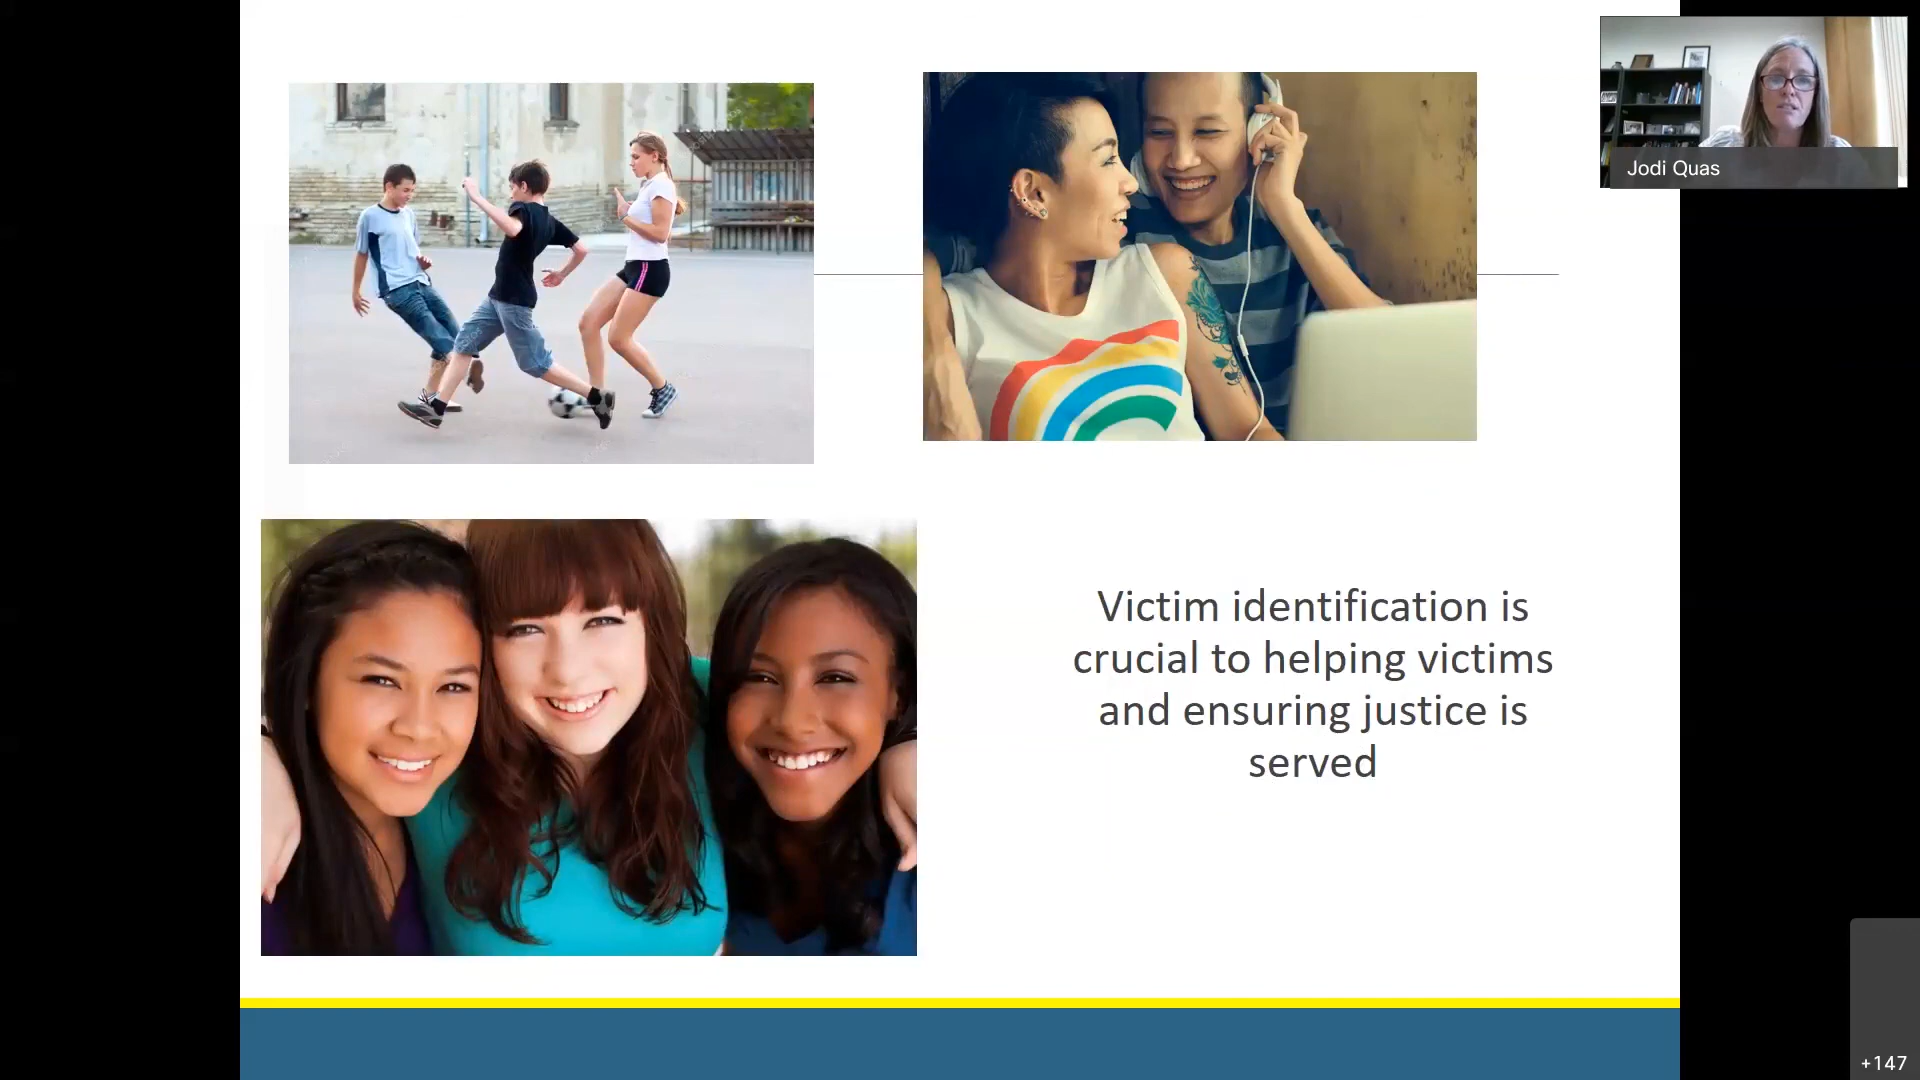 Jodi Quas
Victim identification is
crucial to helping victims
and ensuring justice is
served
+147